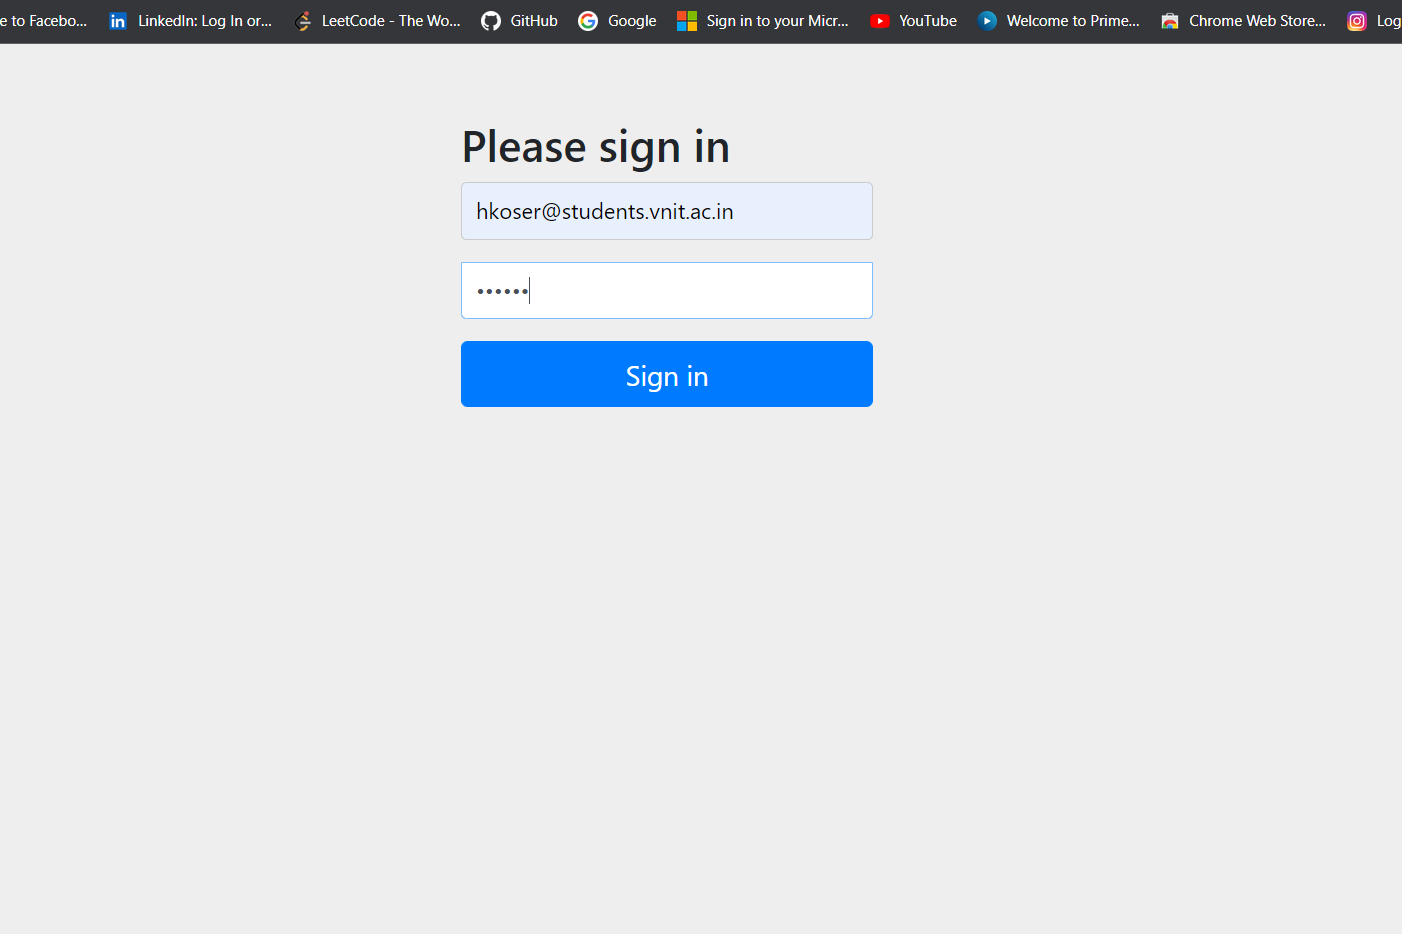 e to Facebo... LinkedIn: Log In or... LeetCode - The Wo... GitHub Google Sign in to your Micr... YouTube Welcome to Prime... Chrome Web Store... Log
Please sign in
hkoser@students.vnit.ac.in
••••••
Sign in